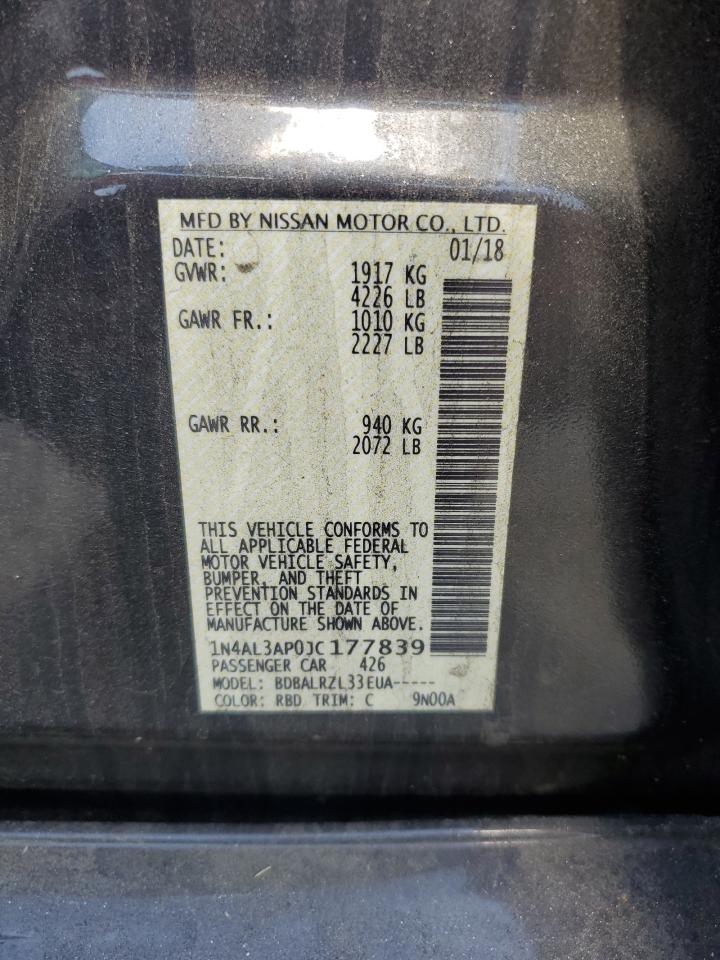 MFD BY NISSAN MOTOR CO., LTD.
DATE: 01/18
GVWR: 1917 KG
4226 LB
GAWR FR.: 1010 KG
2227 LB
GAWR RR.: 940 KG
2072 LB
THIS VEHICLE CONFORMS TO
ALL APPLICABLE FEDERAL
MOTOR VEHICLE SAFETY,
BUMPER, AND THEFT
PREVENTION STANDARDS IN
EFFECT ON THE DATE OF
MANUFACTURE SHOWN ABOVE.
1N4AL3AP0JC177839
PASSENGER CAR 426
MODEL: BDBALRZL33EUA-----
COLOR: RBD TRIM: C 9N00A